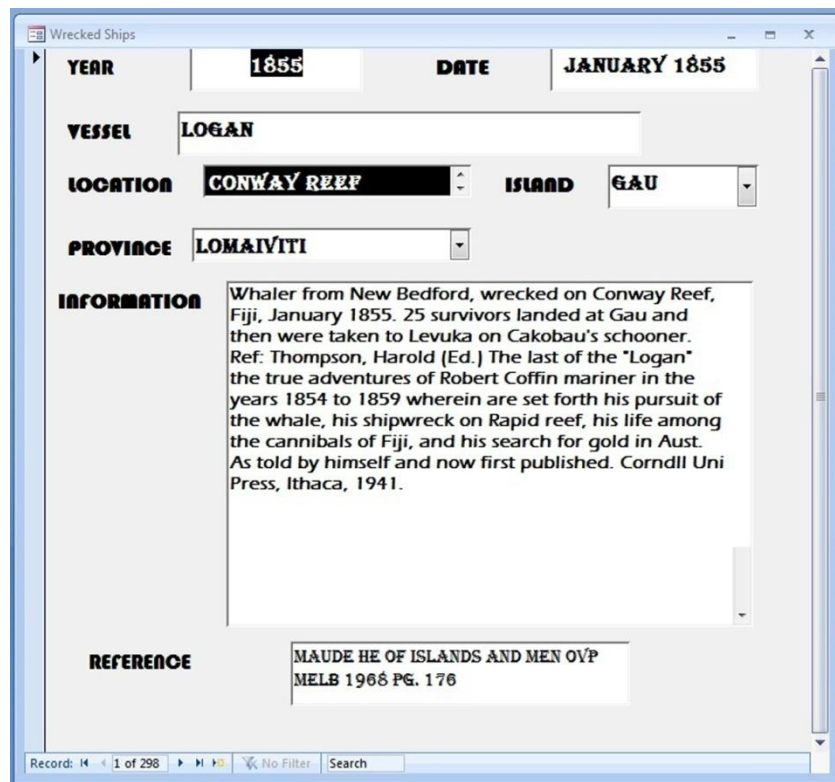 Wrecked Ships
YEAR 1855 DATE JANUARY 1855
VESSEL LOGAN
LOCATION CONWAY REEF ISLAND GAU
PROVINCE LOMAIVITI
INFORMATION Whaler from New Bedford, wrecked on Conway Reef,
Fiji, January 1855. 25 survivors landed at Gau and
then were taken to Levuka on Cakobau's schooner.
Ref: Thompson, Harold (Ed.) The last of the "Logan"
the true adventures of Robert Coffin mariner in the
years 1854 to 1859 wherein are set forth his pursuit of
the whale, his shipwreck on Rapid reef, his life among
the cannibals of Fiji, and his search for gold in Aust.
As told by himself and now first published. Corndll Uni
Press, Ithaca, 1941.
REFERENCE MAUDE HE OF ISLANDS AND MEN OVP
MELB 1968 PG. 176
Record: 1 of 298 No Filter Search